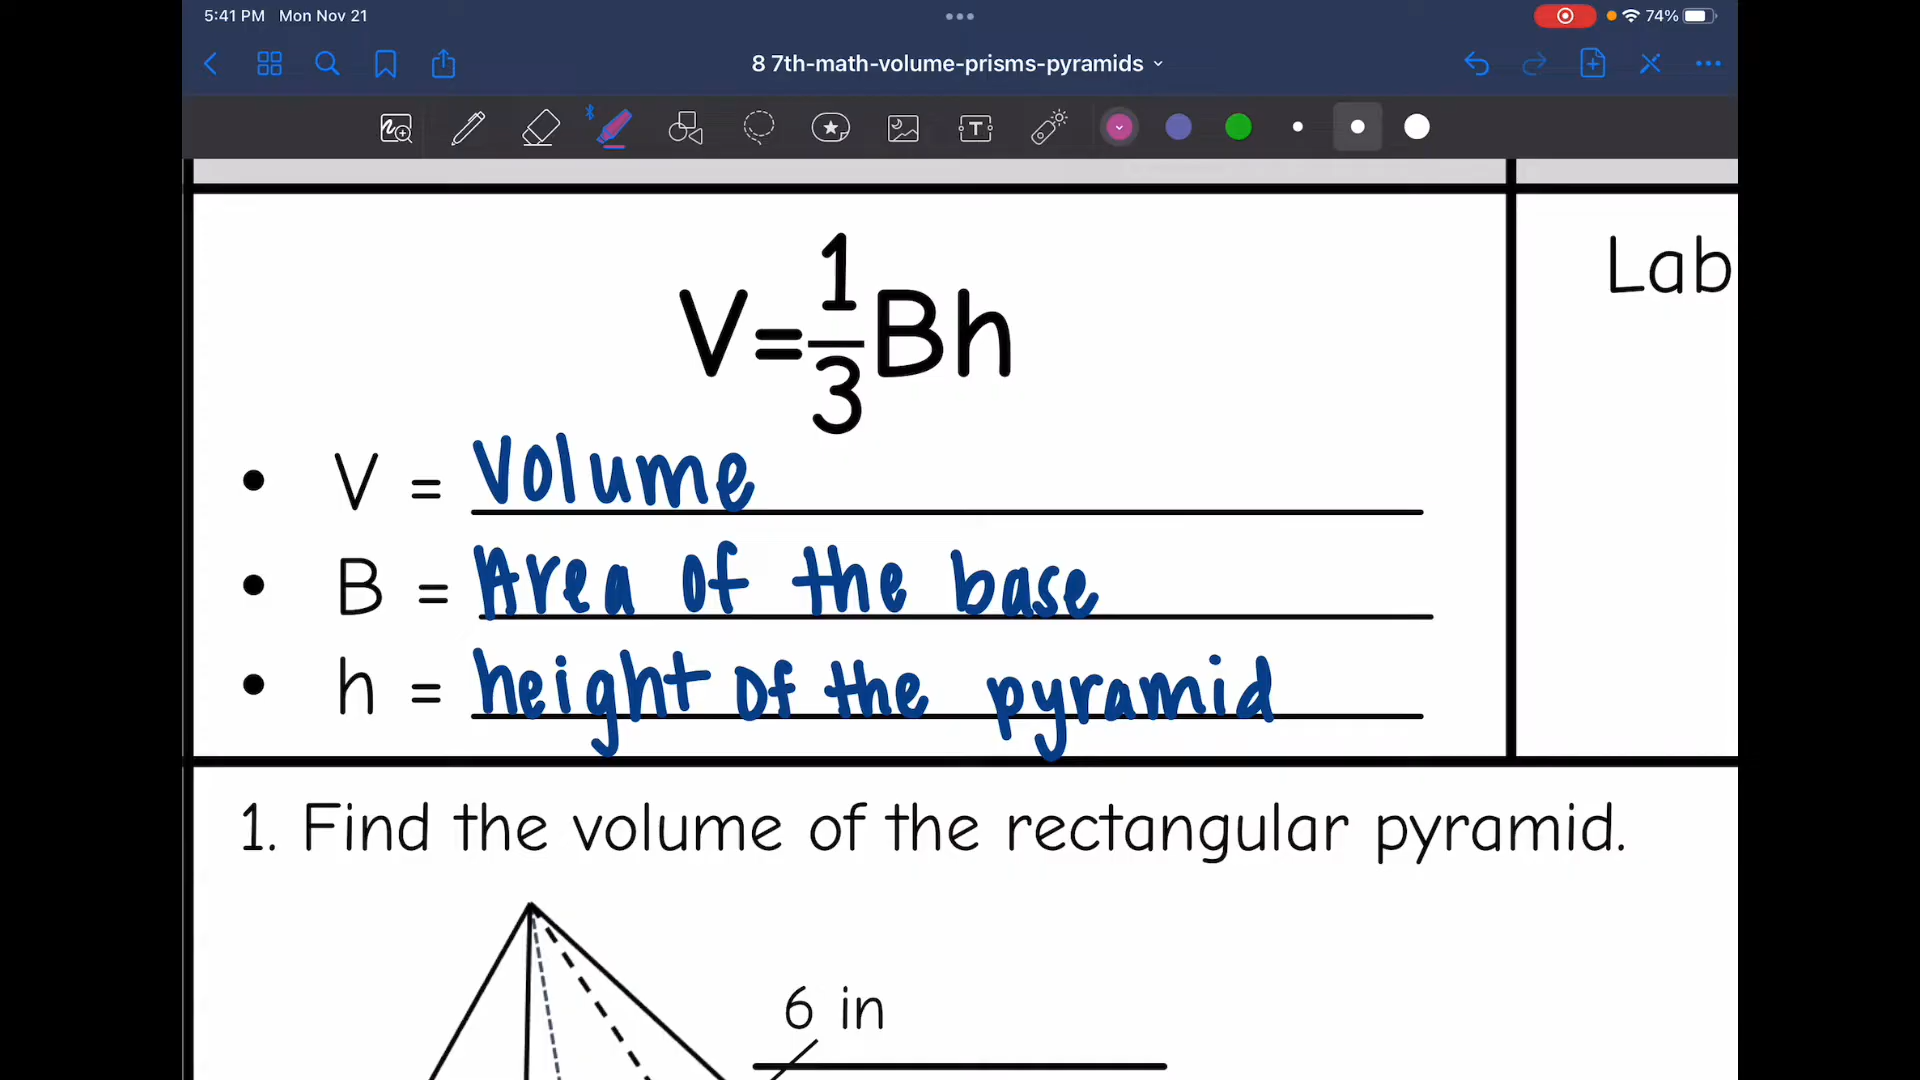 5:41 PM Mon Nov 21
74%
8 7th-math-volume-prisms-pyramids
T
V=1/3Bh
Lab
• V = Volume
• B = Area of the base
• h = height of the pyramid
1. Find the volume of the rectangular pyramid.
6 in